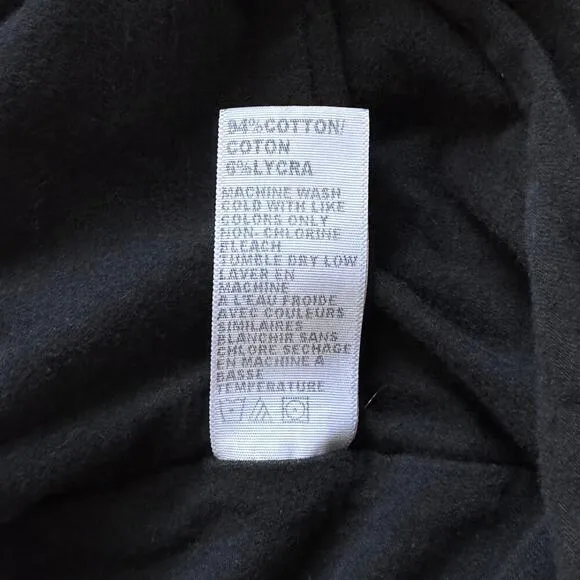 94%COTTON/
COTON
6%LYCRA
MACHINE WASH
COLD WITH LIKE
COLORS ONLY
NON-CHLORINE
BLEACH
TUMBLE DRY LOW
LAVER EN
MACHINE
A L'EAU FROIDE
AVEC COULEURS
SIMILAIRES
BLANCHIR SANS
CHLORE SECHAGE
EN MACHINE A
BASSE
TEMPERATURE